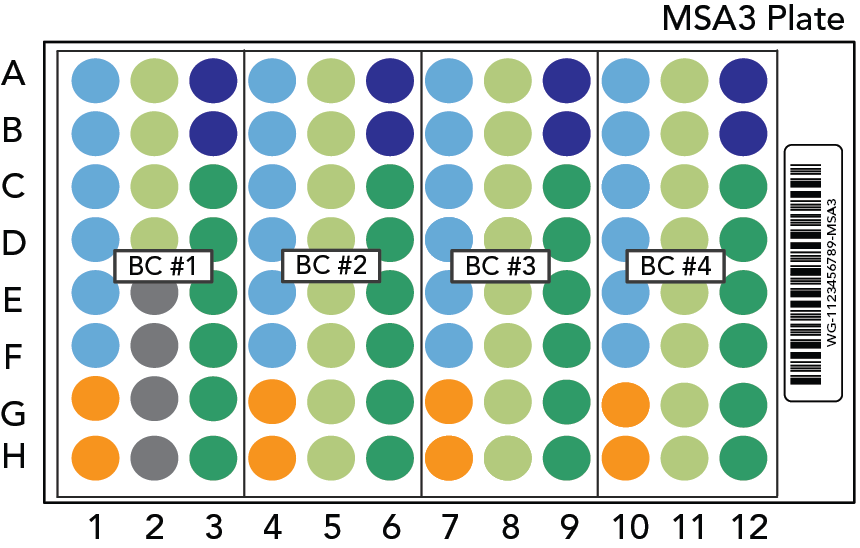 MSA3 Plate
A
B
C
D
BC #1 BC #2 BC #3 BC #4
E
F
G
H
WG-1123456789-MSA3
1 2 3 4 5 6 7 8 9 10 11 12